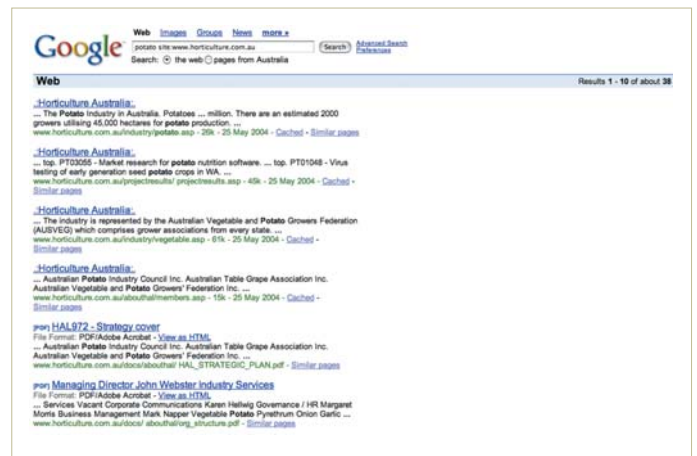 Google
Web Images Groups News more »
potato site:www.horticulture.com.au Search Advanced Search
Preferences
Search: the web pages from Australia
Web Results 1 - 10 of about 38
.:Horticulture Australia:.
... The Potato Industry in Australia. Potatoes ... million. There are an estimated 2000
growers utilising 45,000 hectares for potato production. ...
www.horticulture.com.au/industry/potato.asp - 26k - 25 May 2004 - Cached - Similar pages
.:Horticulture Australia:.
... top. PT03055 - Market research for potato nutrition software. ... top. PT01048 - Virus
testing of early generation seed potato crops in WA. ...
www.horticulture.com.au/projectresults/ projectresults.asp - 45k - 25 May 2004 - Cached -
Similar pages
.:Horticulture Australia:.
... The industry is represented by the Australian Vegetable and Potato Growers Federation
(AUSVEG) which comprises grower associations from every state. ...
www.horticulture.com.au/industry/vegetable.asp - 61k - 25 May 2004 - Cached -
Similar pages
.:Horticulture Australia:.
... Australian Potato Industry Council Inc. Australian Table Grape Association Inc.
Australian Vegetable and Potato Growers' Federation Inc. ...
www.horticulture.com.au/abouthal/members.asp - 15k - 25 May 2004 - Cached -
Similar pages
[PDF] HAL972 - Strategy cover
File Format: PDF/Adobe Acrobat - View as HTML
... Australian Potato Industry Council Inc. Australian Table Grape Association Inc.
Australian Vegetable and Potato Growers' Federation Inc. ...
www.horticulture.com.au/docs/abouthal/ HAL_STRATEGIC_PLAN.pdf - Similar pages
[PDF] Managing Director John Webster Industry Services
File Format: PDF/Adobe Acrobat - View as HTML
... Services Vacant Corporate Communications Karen Hellwig Governance / HR Margaret
Morris Business Management Mark Napper Vegetable Potato Pyrethrum Onion Garlic ...
www.horticulture.com.au/docs/ abouthal/org_structure.pdf - Similar pages